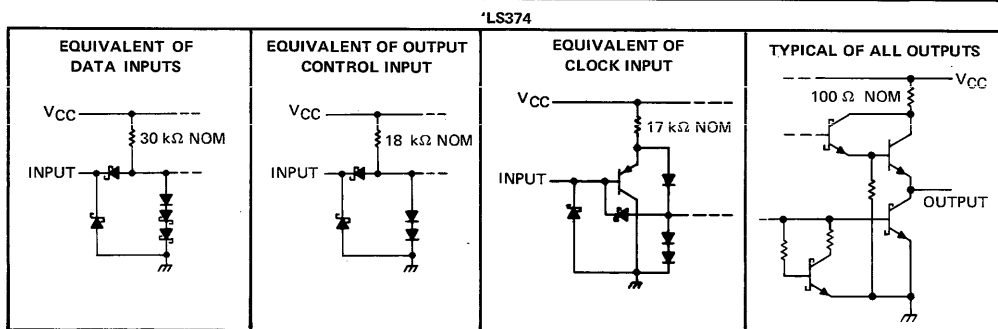 'LS374
EQUIVALENT OF
DATA INPUTS
VCC
30 kΩ NOM
INPUT
EQUIVALENT OF OUTPUT
CONTROL INPUT
VCC
18 kΩ NOM
INPUT
EQUIVALENT OF
CLOCK INPUT
VCC
17 kΩ NOM
INPUT
TYPICAL OF ALL OUTPUTS
VCC
100 Ω NOM
OUTPUT